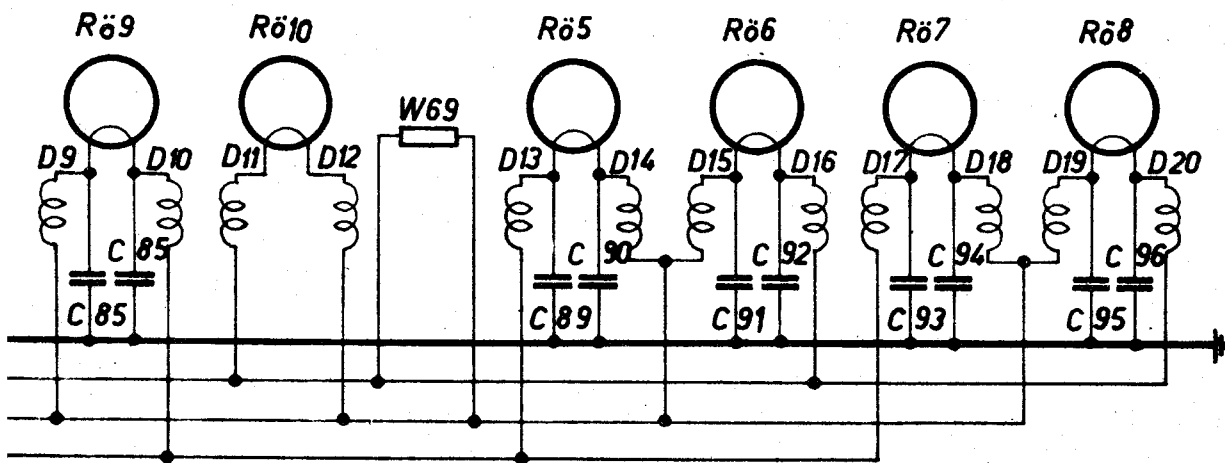 Rö9 Rö10 Rö5 Rö6 Rö7 Rö8
W69
D9 D10 D11 D12 D13 D14 D15 D16 D17 D18 D19 D20
C 85 C 90 C 92 C 94 C 96
C 85 C 89 C 91 C 93 C 95